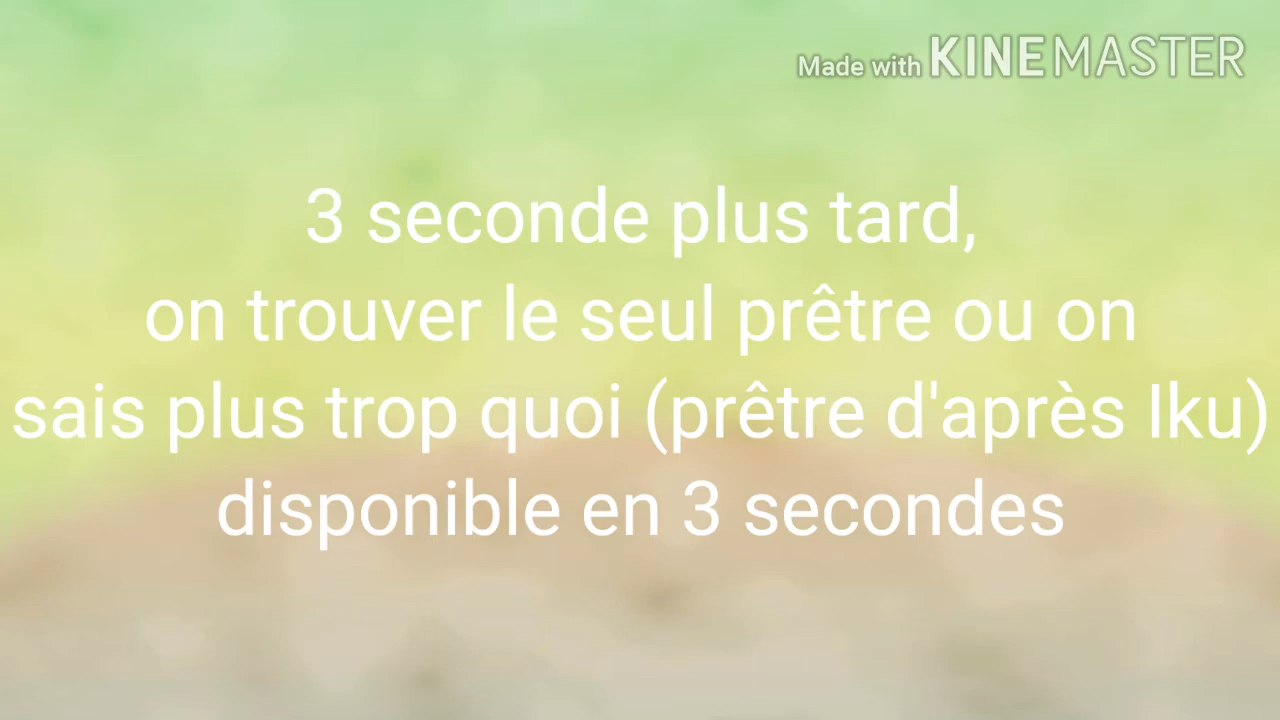 Made with KINEMASTER
3 seconde plus tard,
on trouver le seul prêtre ou on
sais plus trop quoi (prêtre d'après Iku)
disponible en 3 secondes